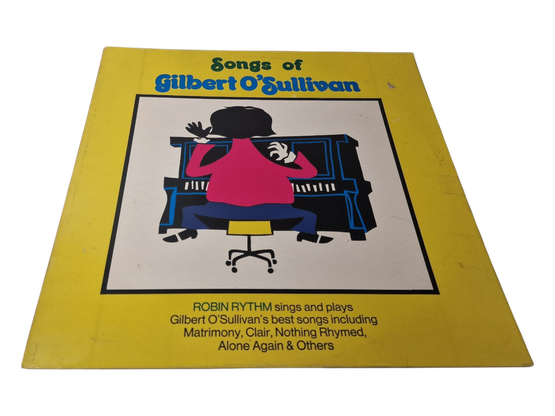 Songs of
Gilbert O'Sullivan
ROBIN RYTHM sings and plays
Gilbert O'Sullivan's best songs including
Matrimony, Clair, Nothing Rhymed,
Alone Again & Others